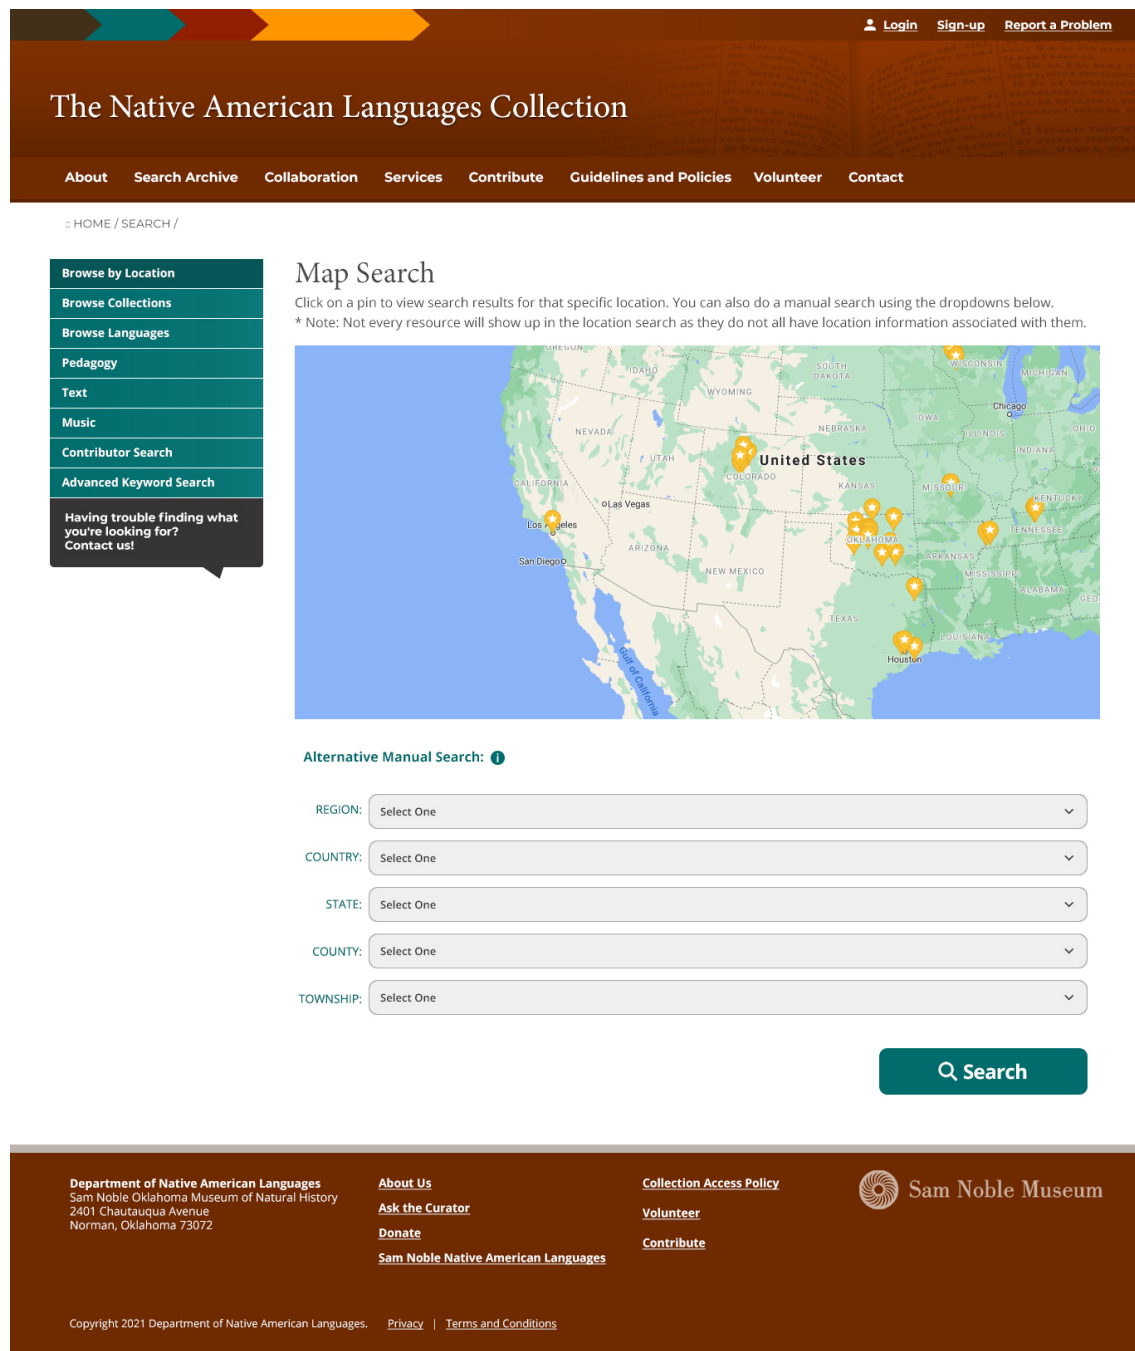 Login Sign-up Report a Problem
The Native American Languages Collection
About Search Archive Collaboration Services Contribute Guidelines and Policies Volunteer Contact
:: HOME / SEARCH /
Browse by Location
Browse Collections
Browse Languages
Pedagogy
Text
Music
Contributor Search
Advanced Keyword Search
Having trouble finding what
you're looking for?
Contact us!
Map Search
Click on a pin to view search results for that specific location. You can also do a manual search using the dropdowns below.
* Note: Not every resource will show up in the location search as they do not all have location information associated with them.
OREGON
IDAHO
WYOMING
SOUTH
DAKOTA
WISCONSIN
MICHIGAN
Chicago
IOWA
NEBRASKA
ILLINOIS
OHIO
INDIANA
NEVADA
UTAH
United States
COLORADO
KANSAS
MISSOURI
KENTUCKY
CALIFORNIA
Las Vegas
Los Angeles
San Diego
ARIZONA
NEW MEXICO
OKLAHOMA
TENNESSEE
ARKANSAS
MISSISSIPPI
ALABAMA
GEO
TEXAS
LOUISIANA
Houston
Gulf of California
Alternative Manual Search:
REGION: Select One
COUNTRY: Select One
STATE: Select One
COUNTY: Select One
TOWNSHIP: Select One
Search
Department of Native American Languages
Sam Noble Oklahoma Museum of Natural History
2401 Chautauqua Avenue
Norman, Oklahoma 73072
About Us
Ask the Curator
Donate
Sam Noble Native American Languages
Collection Access Policy
Volunteer
Contribute
Sam Noble Museum
Copyright 2021 Department of Native American Languages. Privacy | Terms and Conditions